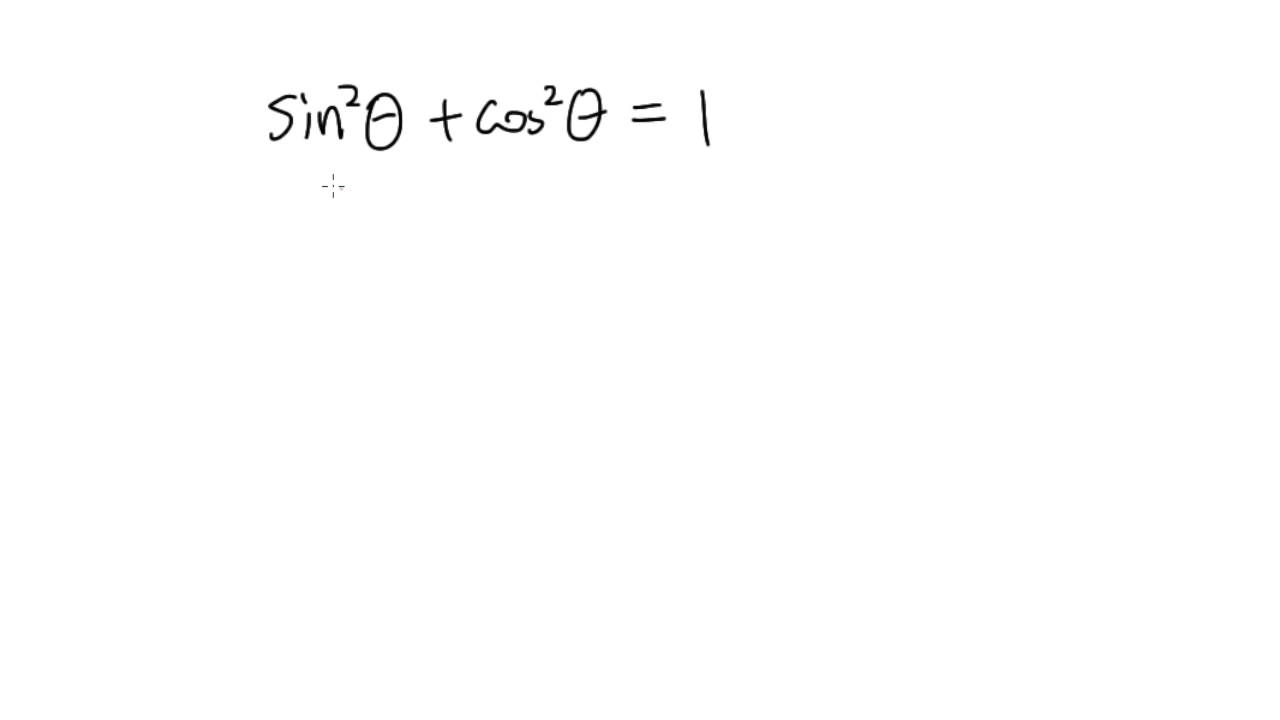 sin²θ + cos²θ = 1